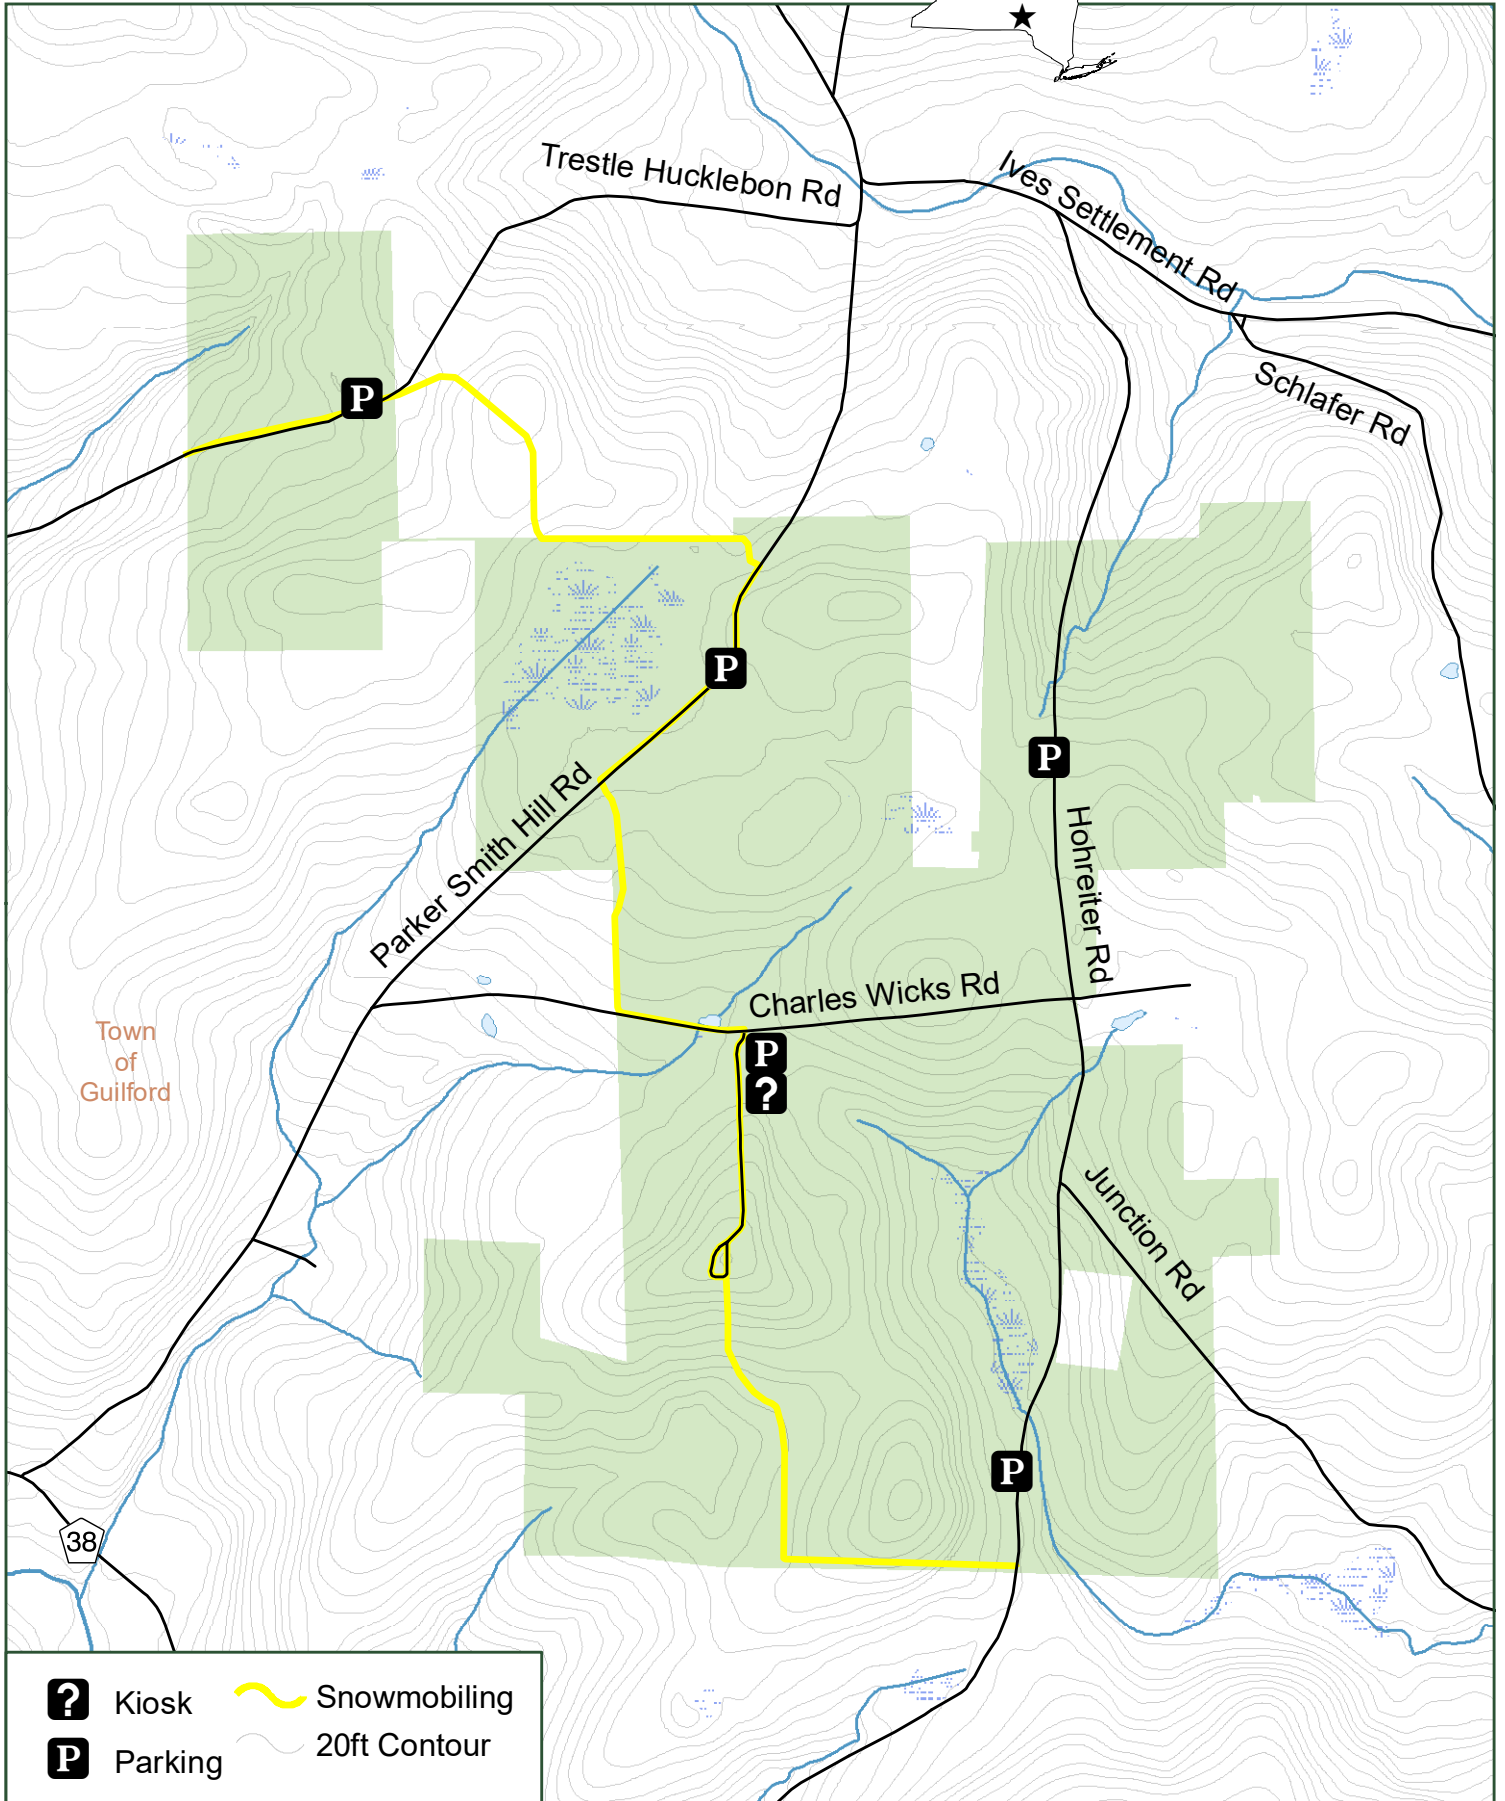 Trestle Hucklebon Rd
Ives Settlement Rd
Schlafer Rd
P
P
P
Parker Smith Hill Rd
Hohreiter Rd
Charles Wicks Rd
Town
of
Guilford
P
?
Junction Rd
P
38
? Kiosk
Snowmobiling
P Parking
20ft Contour